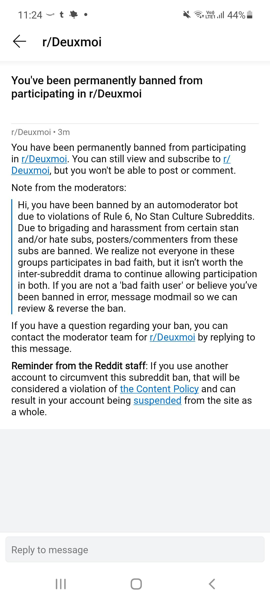 11:24
44%
r/Deuxmoi
You've been permanently banned from
participating in r/Deuxmoi
r/Deuxmoi • 3m
You have been permanently banned from participating
in r/Deuxmoi. You can still view and subscribe to r/
Deuxmoi, but you won't be able to post or comment.
Note from the moderators:
Hi, you have been banned by an automoderator bot
due to violations of Rule 6, No Stan Culture Subreddits.
Due to brigading and harassment from certain stan
and/or hate subs, posters/commenters from these
subs are banned. We realize not everyone in these
groups participates in bad faith, but it isn't worth the
inter-subreddit drama to continue allowing participation
in both. If you are not a 'bad faith user' or believe you've
been banned in error, message modmail so we can
review & reverse the ban.
If you have a question regarding your ban, you can
contact the moderator team for r/Deuxmoi by replying to
this message.
Reminder from the Reddit staff: If you use another
account to circumvent this subreddit ban, that will be
considered a violation of the Content Policy and can
result in your account being suspended from the site as
a whole.
Reply to message